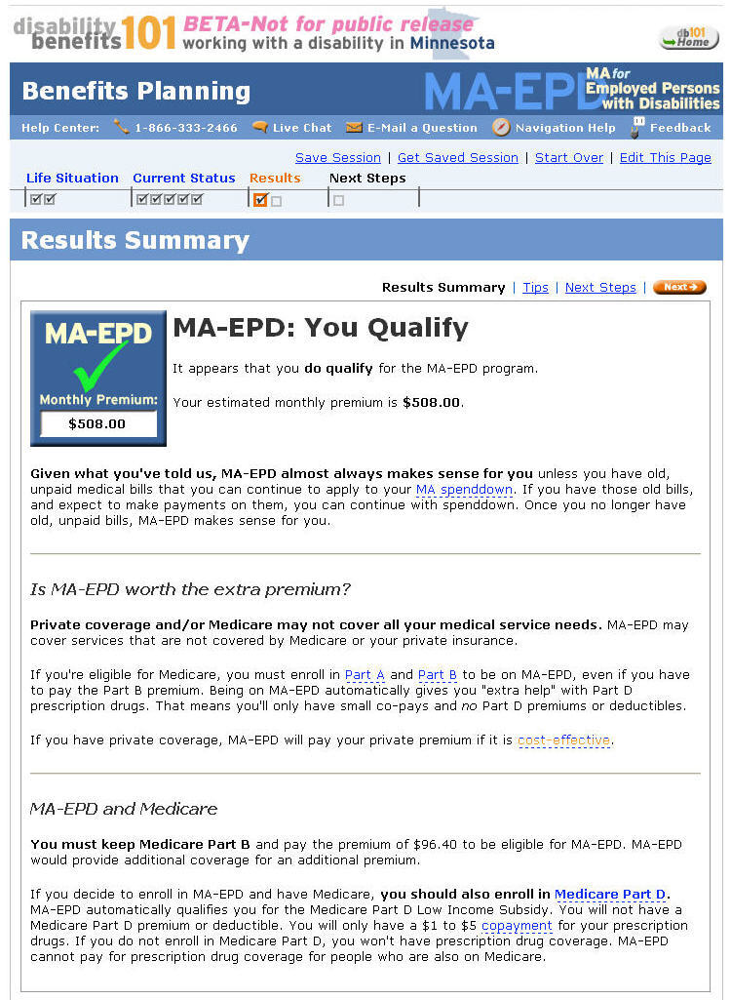 disability BETA-Not for public release
benefits101 working with a disability in Minnesota
db101
Home
Benefits Planning
MA-EPD
MA for
Employed Persons
with Disabilities
Help Center: 1-866-333-2466 Live Chat E-Mail a Question Navigation Help Feedback
Save Session | Get Saved Session | Start Over | Edit This Page
Life Situation Current Status Results Next Steps
Results Summary
Results Summary | Tips | Next Steps | Next
MA-EPD
Monthly Premium:
$508.00
MA-EPD: You Qualify
It appears that you do qualify for the MA-EPD program.
Your estimated monthly premium is $508.00.
Given what you've told us, MA-EPD almost always makes sense for you unless you have old,
unpaid medical bills that you can continue to apply to your MA spenddown. If you have those old bills,
and expect to make payments on them, you can continue with spenddown. Once you no longer have
old, unpaid bills, MA-EPD makes sense for you.
Is MA-EPD worth the extra premium?
Private coverage and/or Medicare may not cover all your medical service needs. MA-EPD may
cover services that are not covered by Medicare or your private insurance.
If you're eligible for Medicare, you must enroll in Part A and Part B to be on MA-EPD, even if you have
to pay the Part B premium. Being on MA-EPD automatically gives you "extra help" with Part D
prescription drugs. That means you'll only have small co-pays and no Part D premiums or deductibles.
If you have private coverage, MA-EPD will pay your private premium if it is cost-effective.
MA-EPD and Medicare
You must keep Medicare Part B and pay the premium of $96.40 to be eligible for MA-EPD. MA-EPD
would provide additional coverage for an additional premium.
If you decide to enroll in MA-EPD and have Medicare, you should also enroll in Medicare Part D.
MA-EPD automatically qualifies you for the Medicare Part D Low Income Subsidy. You will not have a
Medicare Part D premium or deductible. You will only have a $1 to $5 copayment for your prescription
drugs. If you do not enroll in Medicare Part D, you won't have prescription drug coverage. MA-EPD
cannot pay for prescription drug coverage for people who are also on Medicare.